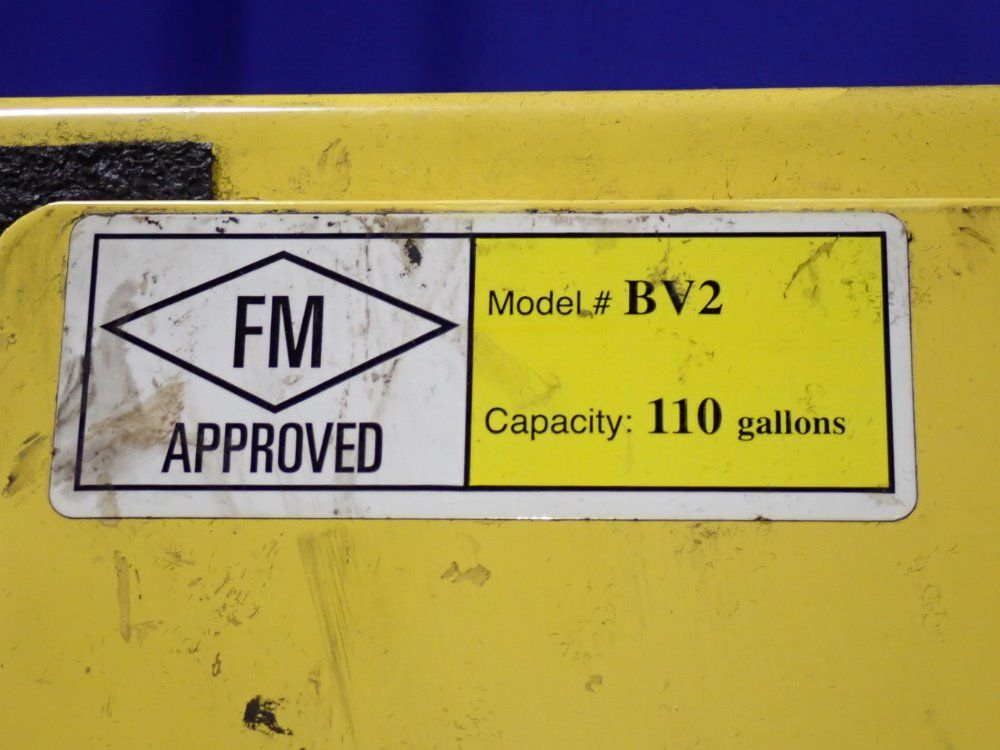 FM
APPROVED
Model # BV2
Capacity: 110 gallons